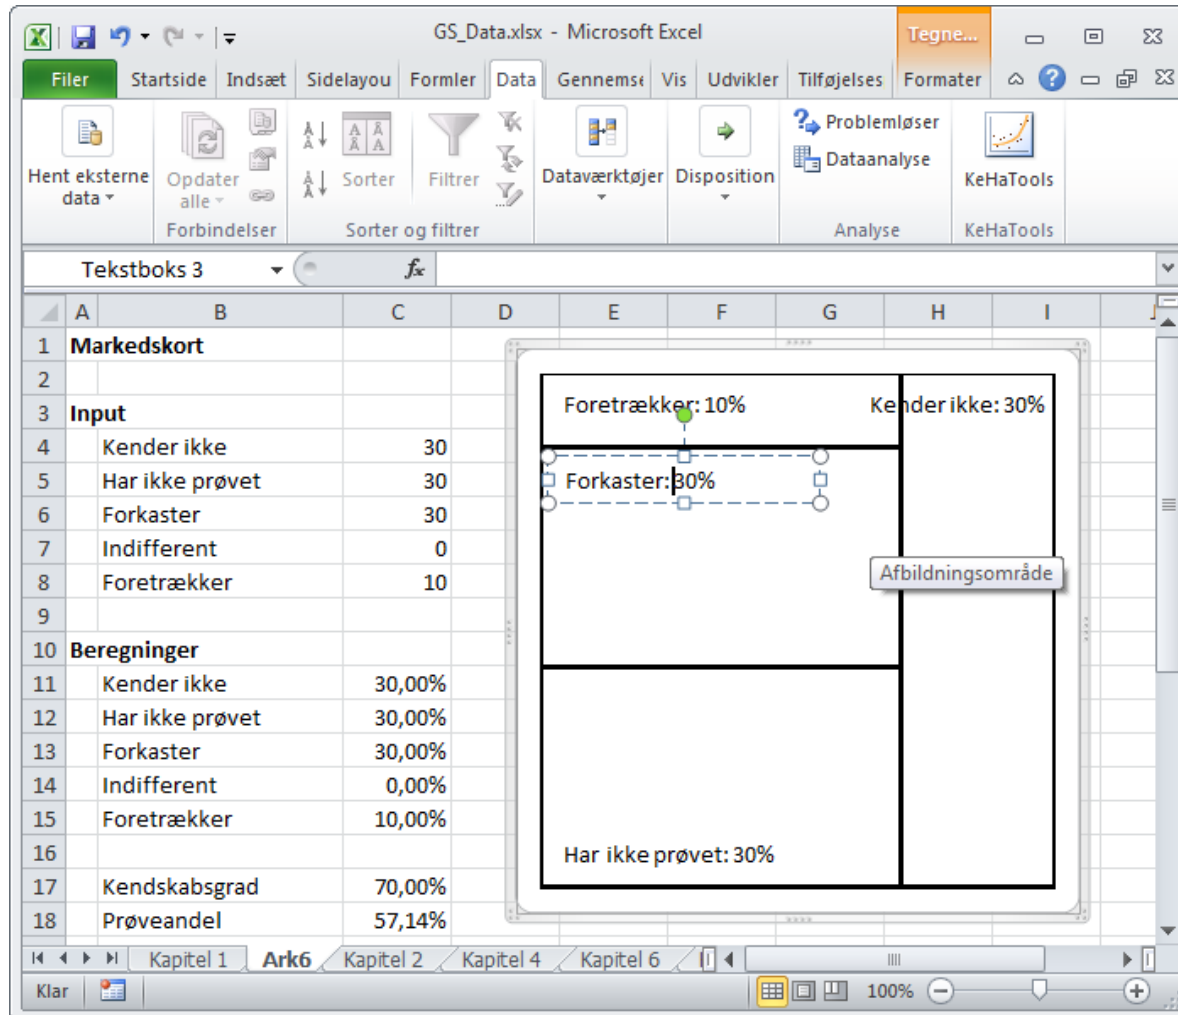 GS_Data.xlsx - Microsoft Excel
Tegne...
Filer Startside Indsæt Sidelayou Formler Data Gennemse Vis Udvikler Tilføjelses Formater
Hent eksterne data
Opdater alle
Sorter
Filtrer
Dataværktøjer
Disposition
Problemløser
Dataanalyse
KeHaTools
Forbindelser
Sorter og filtrer
Analyse
KeHaTools
Tekstboks 3
fx
A B C D E F G H I J
1 Markedskort
2
3 Input
4 Kender ikke 30
5 Har ikke prøvet 30
6 Forkaster 30
7 Indifferent 0
8 Foretrækker 10
9
10 Beregninger
11 Kender ikke 30,00%
12 Har ikke prøvet 30,00%
13 Forkaster 30,00%
14 Indifferent 0,00%
15 Foretrækker 10,00%
16
17 Kendskabsgrad 70,00%
18 Prøveandel 57,14%
Foretrækker: 10%
Kender ikke: 30%
Forkaster: 30%
Afbildningsområde
Har ikke prøvet: 30%
Kapitel 1 Ark6 Kapitel 2 Kapitel 4 Kapitel 6
Klar
100%